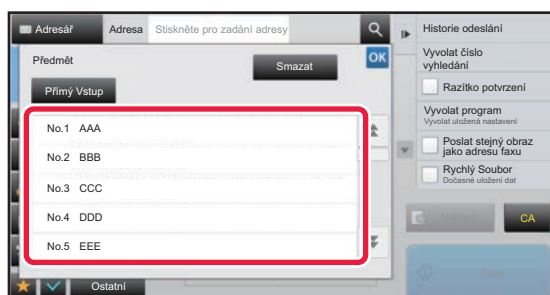 Adresář
Adresa
Stiskněte pro zadání adresy
Předmět
Smazat
OK
Přímý Vstup
No.1 AAA
No.2 BBB
No.3 CCC
No.4 DDD
No.5 EEE
Ostatní
Historie odeslání
Vyvolat číslo
vyhledání
Razítko potvrzení
Vyvolat program
Vyvolat uložená nastavení
Poslat stejný obraz
jako adresu faxu
Rychlý Soubor
Dočasné uložení dat
CA
Start